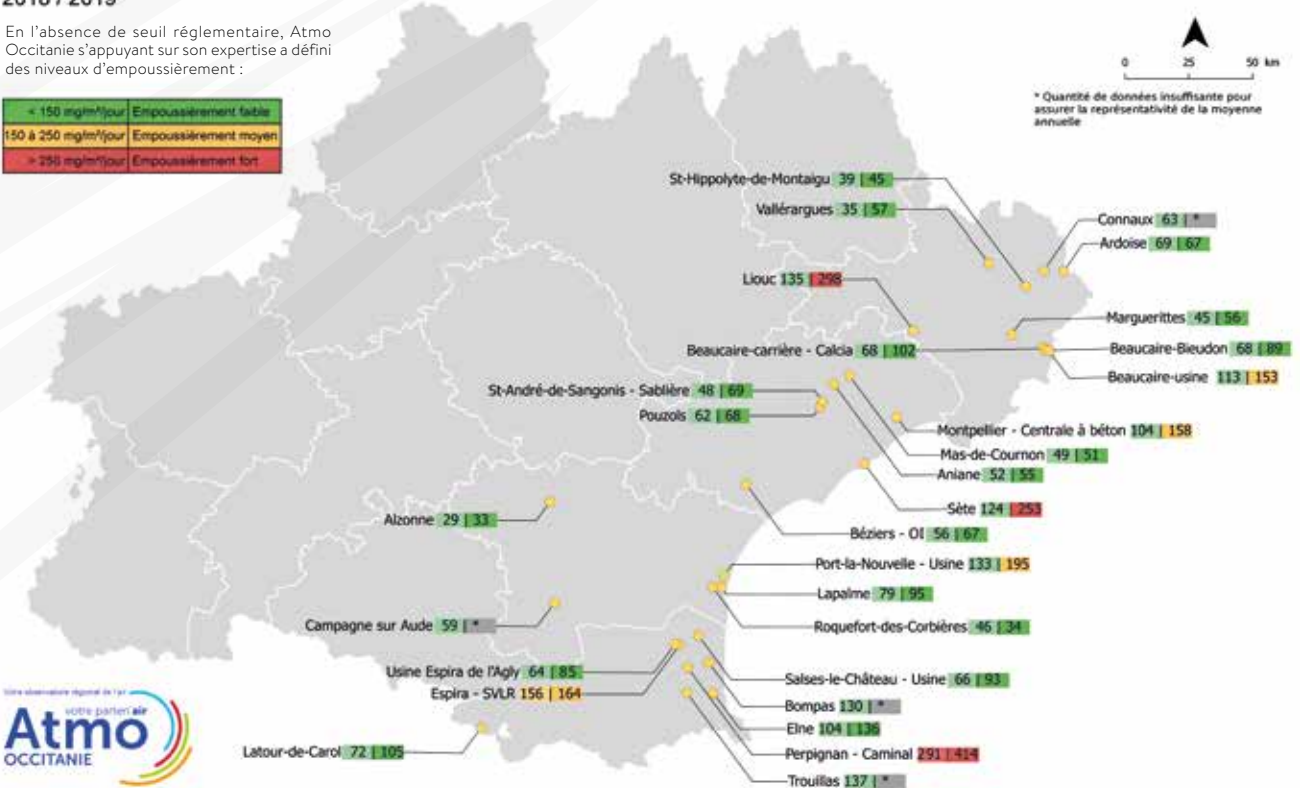 2018 / 2019
En l'absence de seuil réglementaire, Atmo
Occitanie s'appuyant sur son expertise a défini
des niveaux d'empoussièrement :
< 150 mg/m²/jour Empoussièrement faible
150 à 250 mg/m²/jour Empoussièrement moyen
> 250 mg/m²/jour Empoussièrement fort
0 25 50 km
* Quantité de données insuffisante pour
assurer la représentativité de la moyenne
annuelle
St-Hippolyte-de-Montaigu 39 | 45
Vallérargues 35 | 57
Connaux 63 | *
Ardoise 69 | 67
Liouc 135 | 298
Marguerittes 45 | 56
Beaucaire-carrière - Calcia 68 | 102
Beaucaire-Bieudon 68 | 89
Beaucaire-usine 113 | 153
St-André-de-Sangonis - Sablière 48 | 69
Pouzols 62 | 68
Montpellier - Centrale à béton 104 | 158
Mas-de-Cournon 49 | 51
Aniane 52 | 55
Sète 124 | 253
Alzonne 29 | 33
Béziers - OI 56 | 67
Port-la-Nouvelle - Usine 133 | 195
Lapalme 79 | 95
Campagne sur Aude 59 | *
Roquefort-des-Corbières 46 | 34
Usine Espira de l'Agly 64 | 85
Espira - SVLR 156 | 164
Salses-le-Château - Usine 66 | 93
Bompas 130 | *
Elne 104 | 136
Latour-de-Carol 72 | 105
Perpignan - Caminal 291 | 414
Trouillas 137 | *
Votre observatoire régional de l'air
votre parten'air
Atmo
OCCITANIE